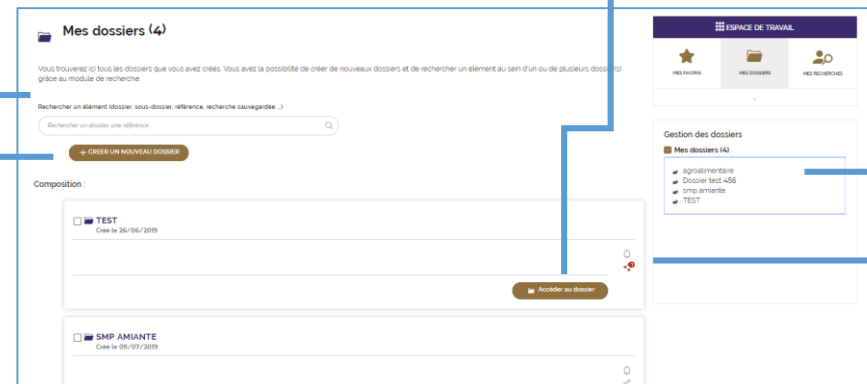 Mes dossiers (4)
Vous trouverez ici tous les dossiers que vous avez créés. Vous avez la possibilité de créer de nouveaux dossiers et de rechercher un élément au sein d'un ou de plusieurs dossier(s)
grâce au module de recherche.
Rechercher un élément (dossier, sous-dossier, référence, recherche sauvegardée ...)
Rechercher un dossier, une référence...
+ CREER UN NOUVEAU DOSSIER
Composition :
TEST
Créé le 26/06/2019
1
Accéder au dossier
SMP AMIANTE
Créé le 09/07/2019
ESPACE DE TRAVAIL
MES FAVORIS
MES DOSSIERS
MES RECHERCHES
Gestion des dossiers
Mes dossiers (4)
agroalimentaire
Dossier test 456
smp amiante
TEST